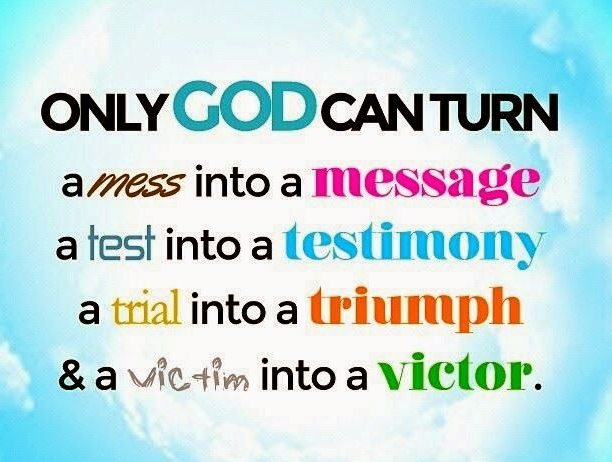 ONLY GOD CAN TURN
a mess into a message
a test into a testimony
a trial into a triumph
& a victim into a victor.